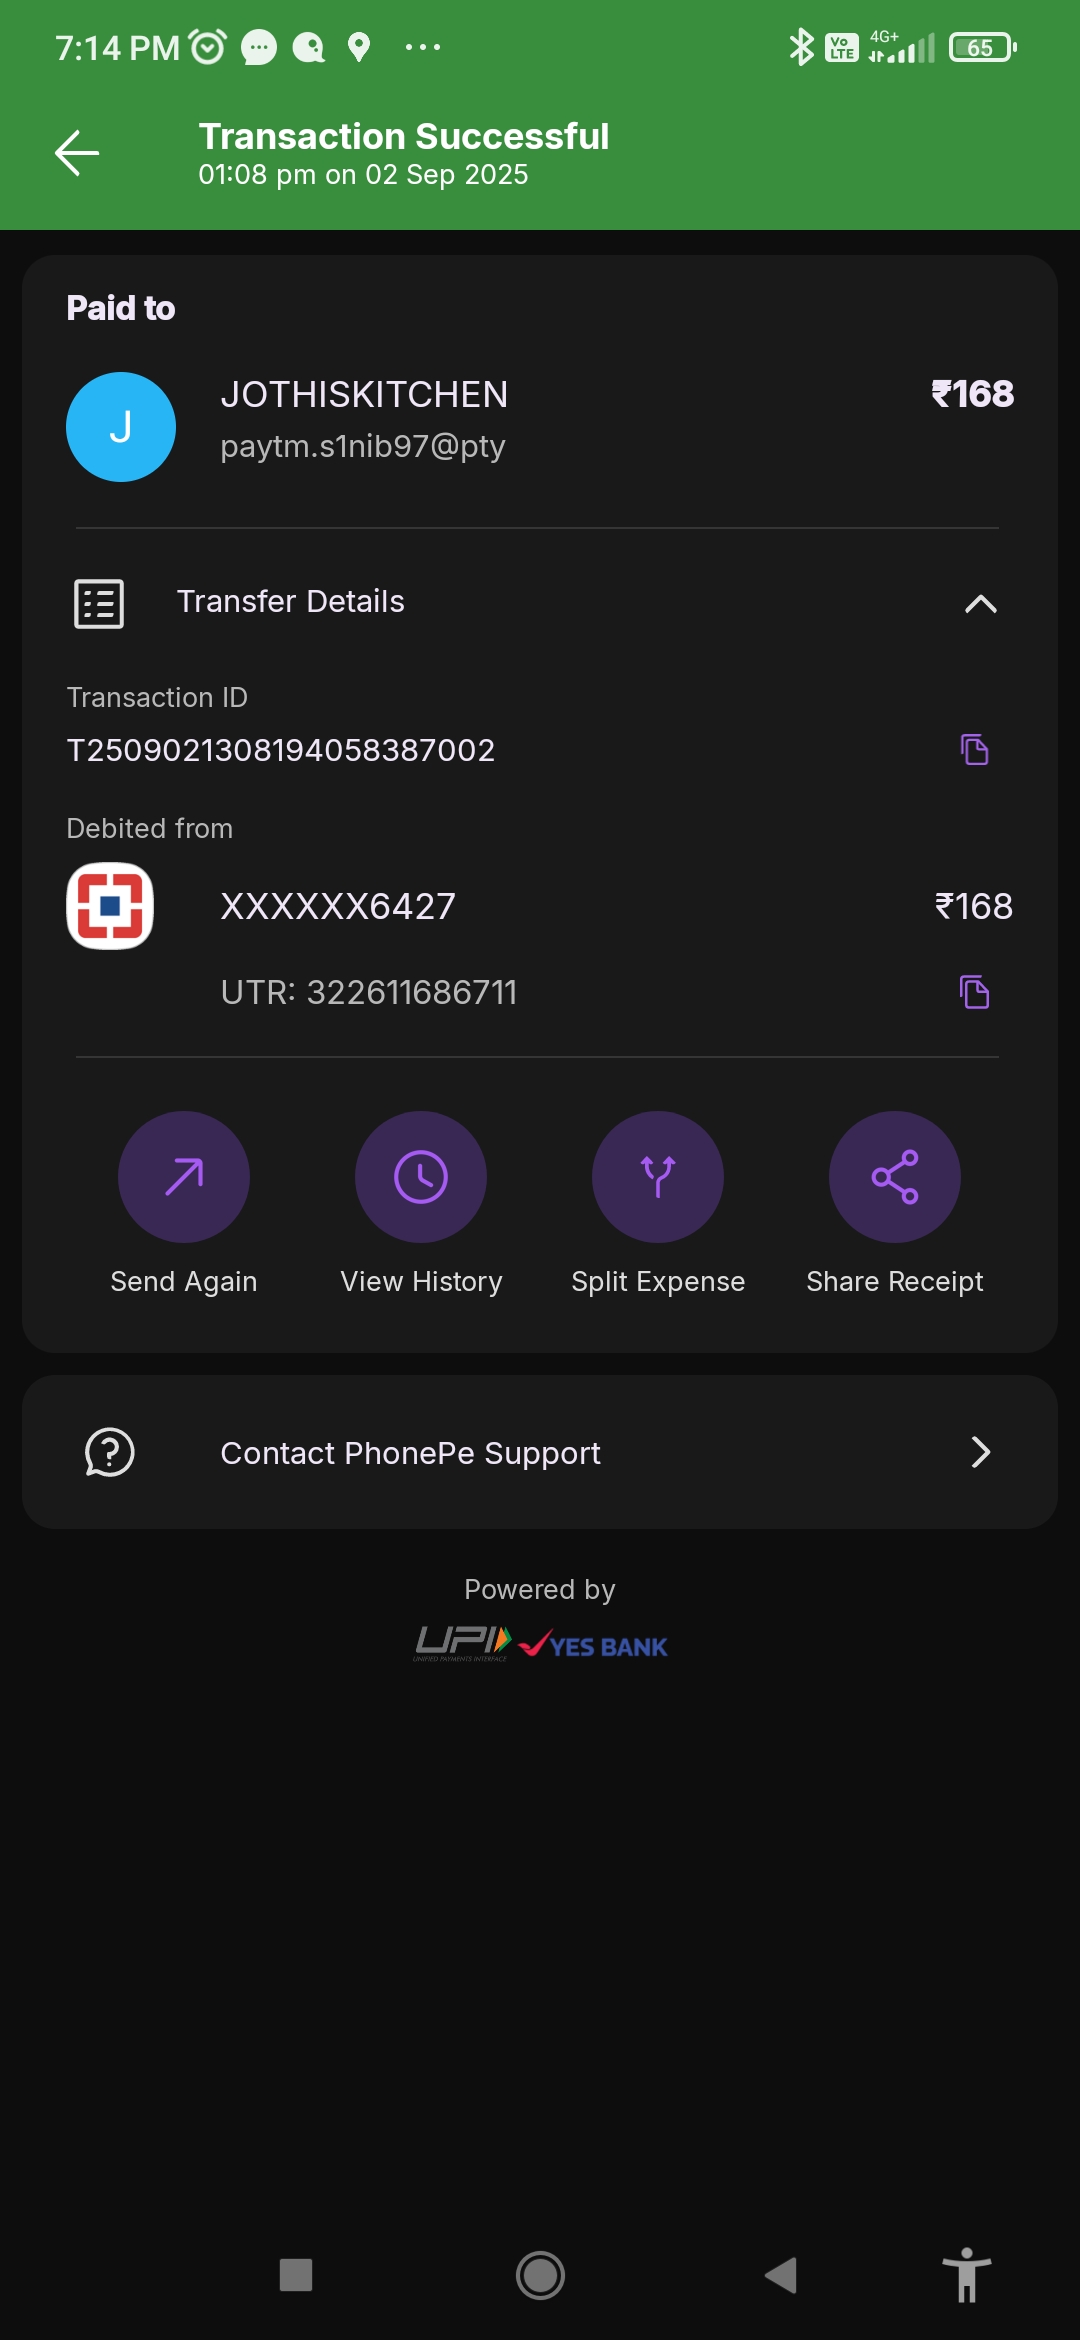 7:14 PM
Vo LTE
4G+
65
Transaction Successful
01:08 pm on 02 Sep 2025
Paid to
J
JOTHISKITCHEN
₹168
paytm.s1nib97@pty
Transfer Details
Transaction ID
T2509021308194058387002
Debited from
XXXXXX6427
₹168
UTR: 322611686711
Send Again
View History
Split Expense
Share Receipt
Contact PhonePe Support
Powered by
UPI
UNIFIED PAYMENTS INTERFACE
YES BANK